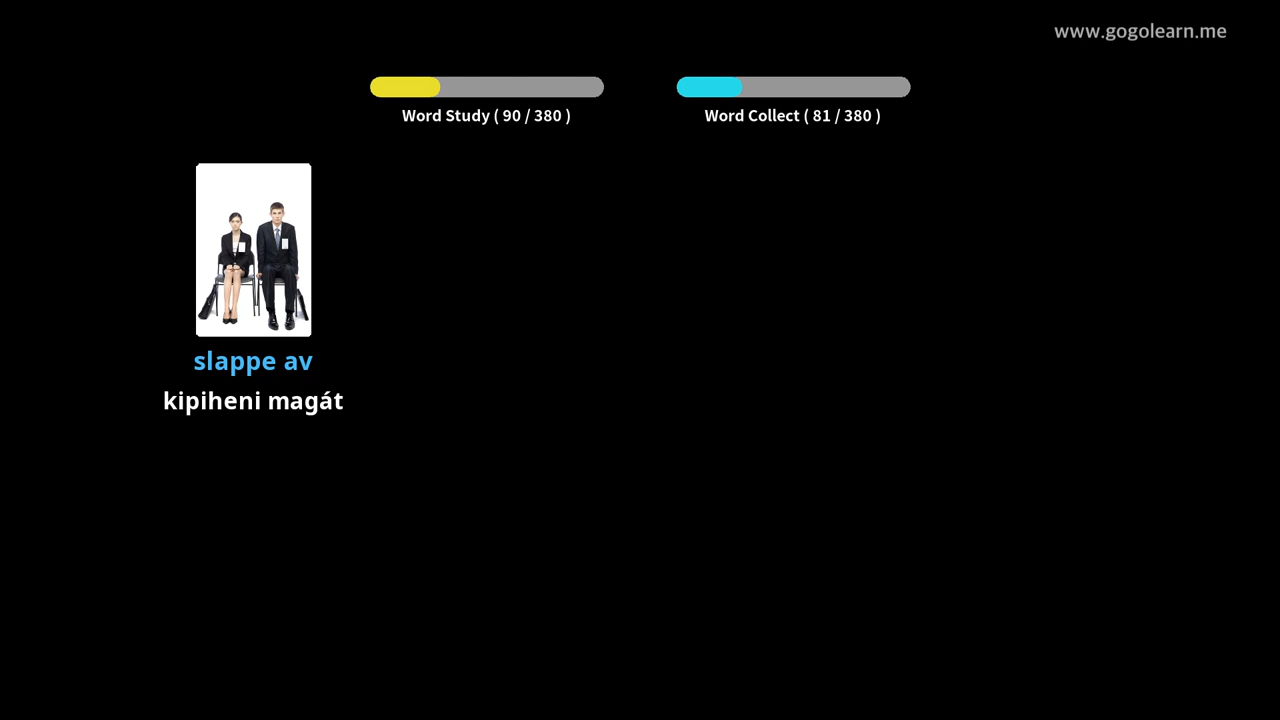 www.gogolearn.me
Word Study ( 90 / 380 )
Word Collect ( 81 / 380 )
slappe av
kipiheni magát